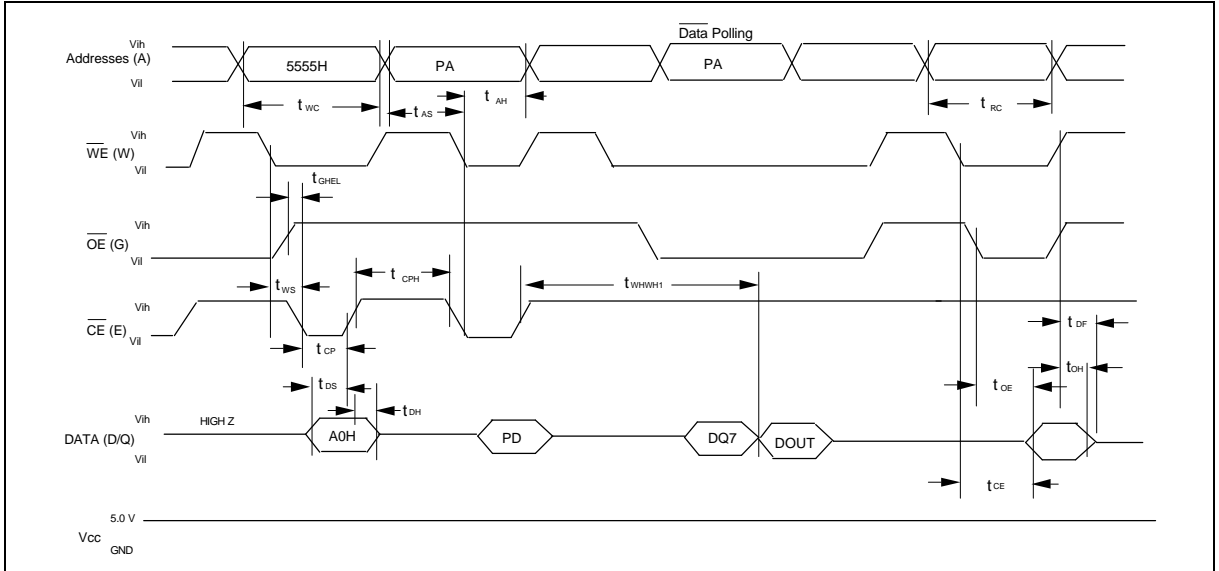 Data Polling
Vih
Addresses (A)
5555H
PA
PA
Vil
t WC
t AS
t AH
t RC
Vih
WE (W)
Vil
t GHEL
Vih
OE (G)
Vil
t WS
t CPH
t WHWH1
Vih
CE (E)
Vil
t CP
t DF
t DS
t DH
t OE
t OH
Vih
HIGH Z
DATA (D/Q)
A0H
PD
DQ7
DOUT
Vil
t CE
5.0 V
Vcc
GND